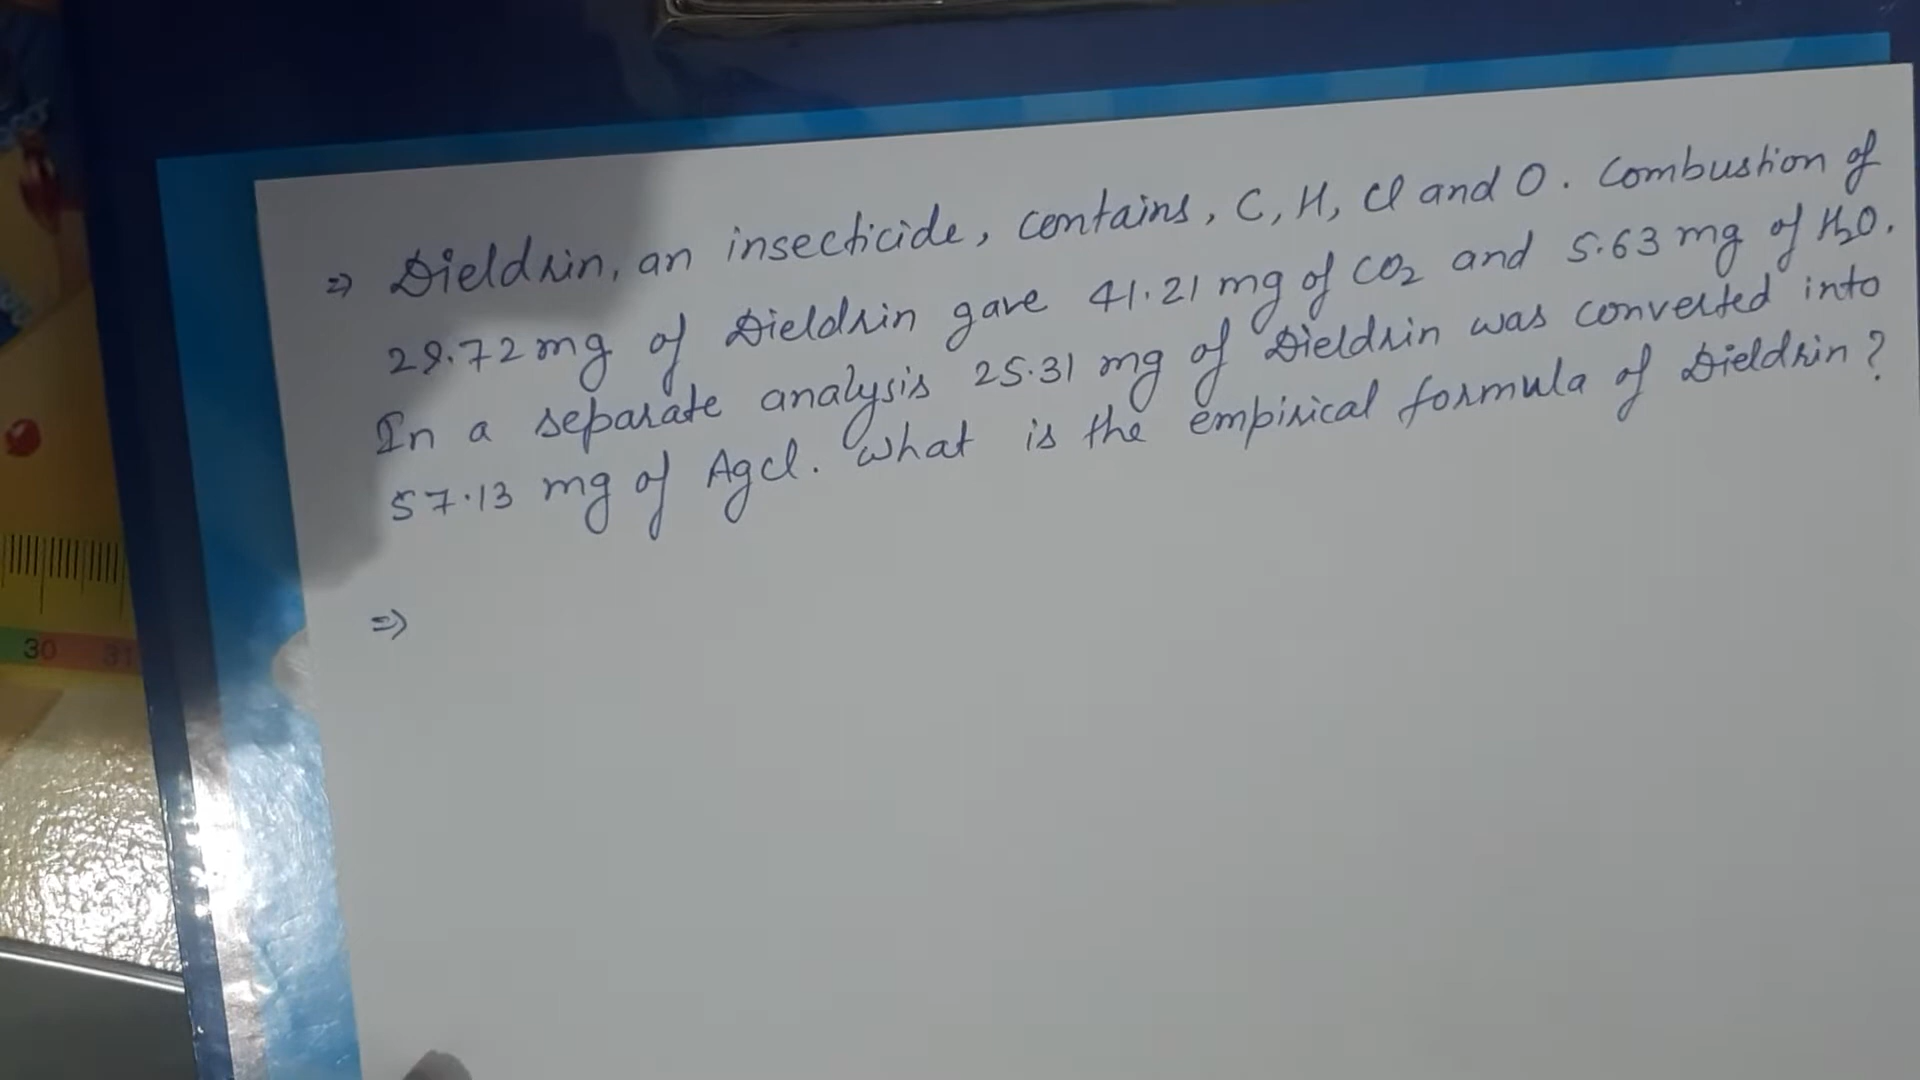 ⇒ Dieldrin, an insecticide, contains, C, H, Cl and O. Combustion of
29.72 mg of Dieldrin gave 41.21 mg of CO2 and 5.63 mg of H2O.
In a separate analysis 25.31 mg of Dieldrin was converted into
57.13 mg of Agcl. What is the empirical formula of Dieldrin?
⇒
30 31